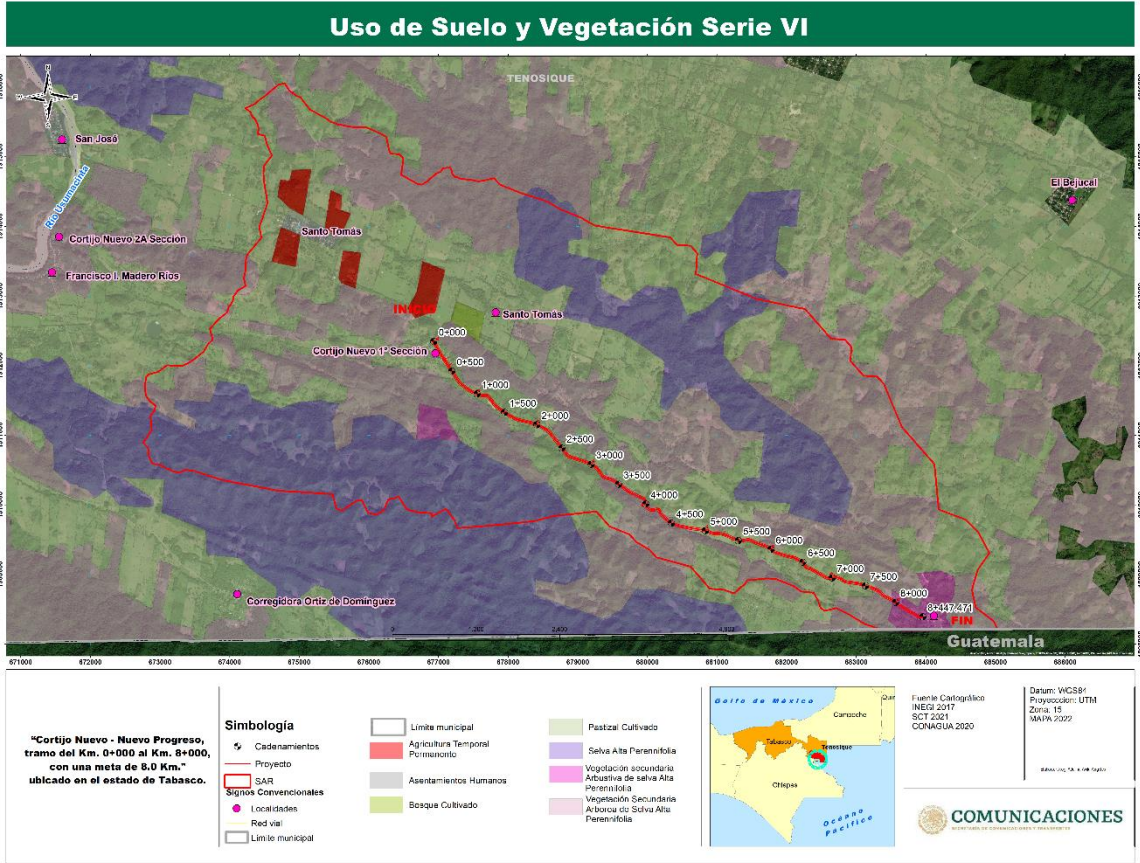 Uso de Suelo y Vegetación Serie VI
TENOSIQUE
N
San José
Río Usumacinta
El Bejucal
Cortijo Nuevo 2A Sección
Santo Tomás
Francisco I. Madero Ríos
INICIO
Santo Tomás
0+000
Cortijo Nuevo 1ª Sección
0+500
1+000
1+500
2+000
2+500
3+000
3+500
4+000
4+500
5+000
5+500
6+000
6+500
7+000
7+500
8+000
8+447.471
FIN
Corregidora Ortiz de Domínguez
Guatemala
671000 672000 673000 674000 675000 676000 677000 678000 679000 680000 681000 682000 683000 684000 685000 686000
"Cortijo Nuevo - Nuevo Progreso,
tramo del Km. 0+000 al Km. 8+000,
con una meta de 8.0 Km."
ubicado en el estado de Tabasco.
Simbología
Cadenamientos
Proyecto
SAR
Signos Convencionales
Localidades
Red vial
Límite municipal
Límite municipal
Agricultura Temporal
Permanente
Asentamientos Humanos
Bosque Cultivado
Pastizal Cultivado
Selva Alta Perennifolia
Vegetación secundaria
Arbustiva de selva Alta
Perennifolia
Vegetación Secundaria
Arborea de Selva Alta
Perennifolia
Golfo de México
Campeche
Tabasco
Tenosique
Chiapas
Océano
Pacífico
Fuente Cartográfico
INEGI 2017
SCT 2021
CONAGUA 2020
Datum: WGS84
Proyeccion: UTM
Zona: 15
MAPA 2022
COMUNICACIONES
SECRETARÍA DE COMUNICACIONES Y TRANSPORTES